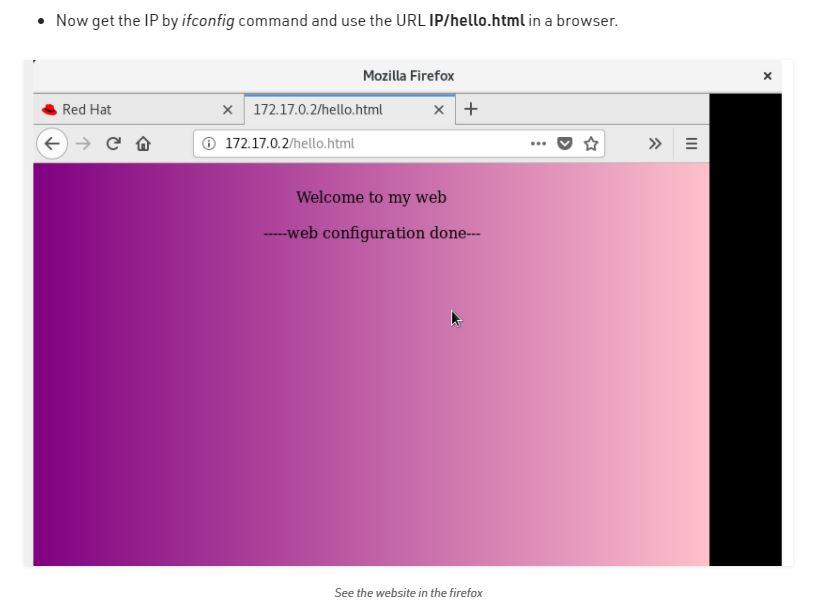 Now get the IP by ifconfig command and use the URL IP/hello.html in a browser.
Mozilla Firefox
Red Hat
172.17.0.2/hello.html
172.17.0.2/hello.html
Welcome to my web
-----web configuration done---
See the website in the firefox